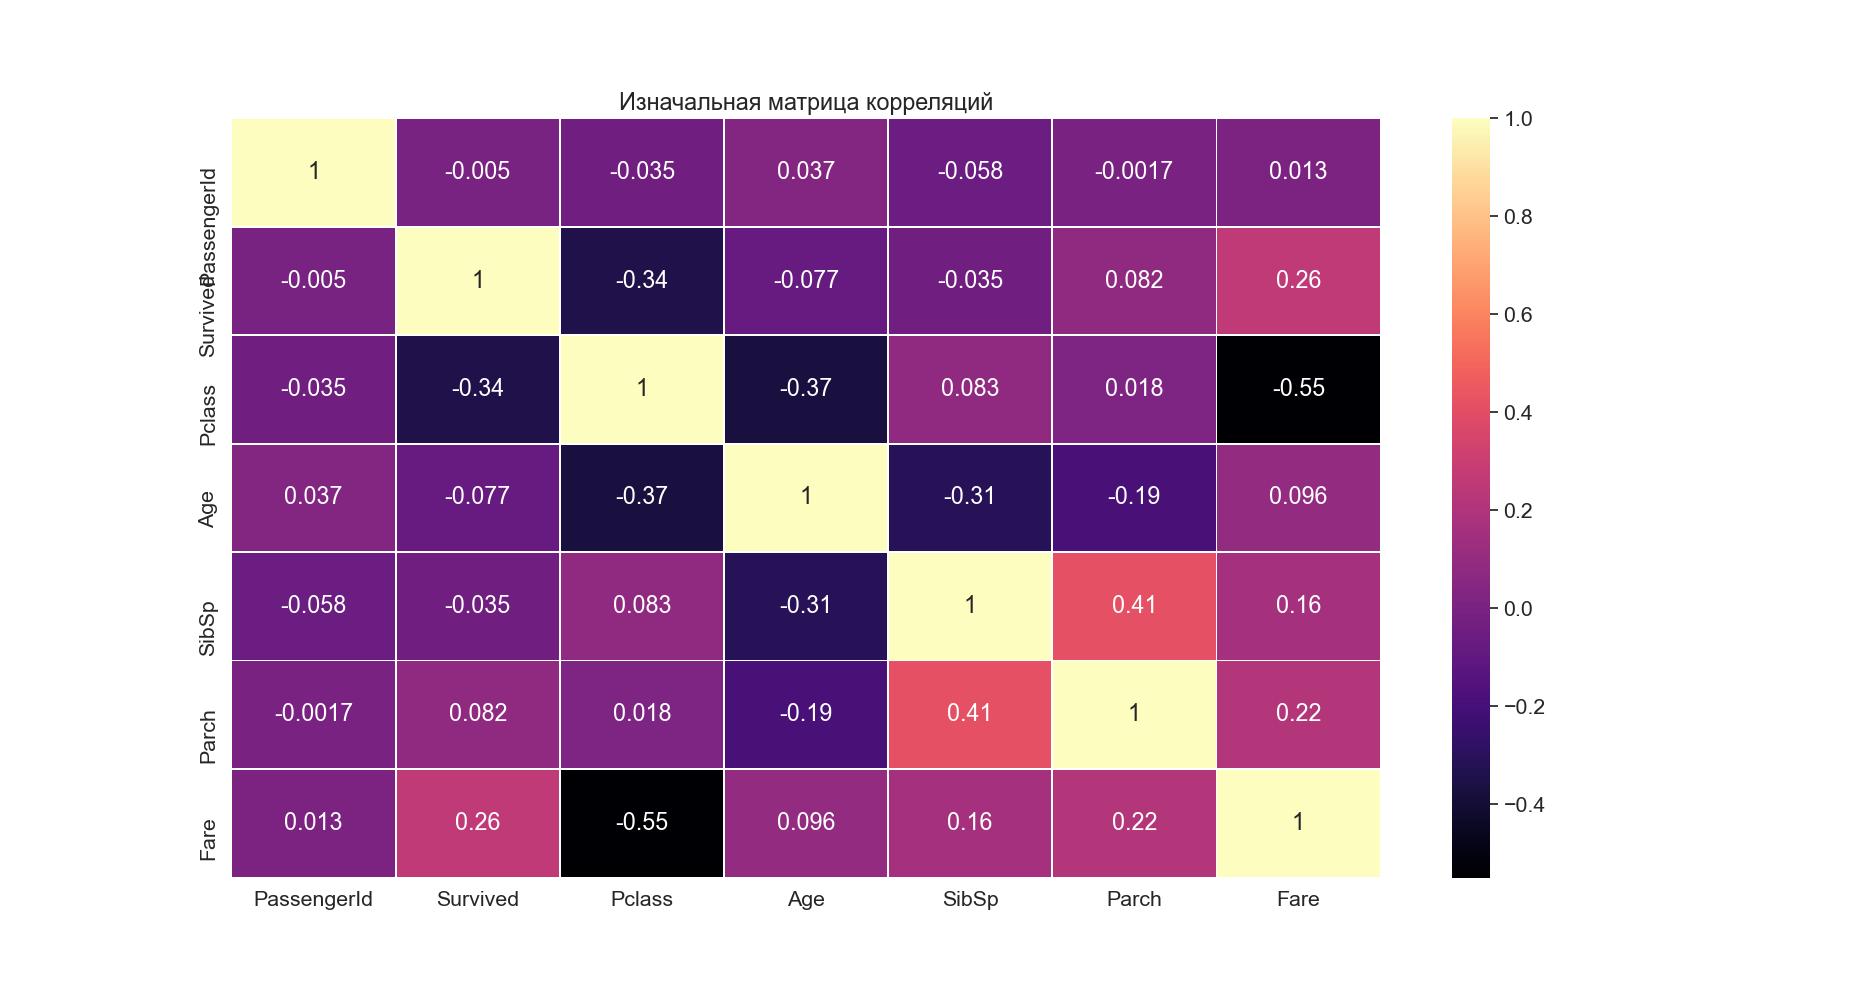 Изначальная матрица корреляций
PassengerId 1 -0.005 -0.035 0.037 -0.058 -0.0017 0.013
Survived -0.005 1 -0.34 -0.077 -0.035 0.082 0.26
Pclass -0.035 -0.34 1 -0.37 0.083 0.018 -0.55
Age 0.037 -0.077 -0.37 1 -0.31 -0.19 0.096
SibSp -0.058 -0.035 0.083 -0.31 1 0.41 0.16
Parch -0.0017 0.082 0.018 -0.19 0.41 1 0.22
Fare 0.013 0.26 -0.55 0.096 0.16 0.22 1
PassengerId Survived Pclass Age SibSp Parch Fare
1.0
0.8
0.6
0.4
0.2
0.0
−0.2
−0.4